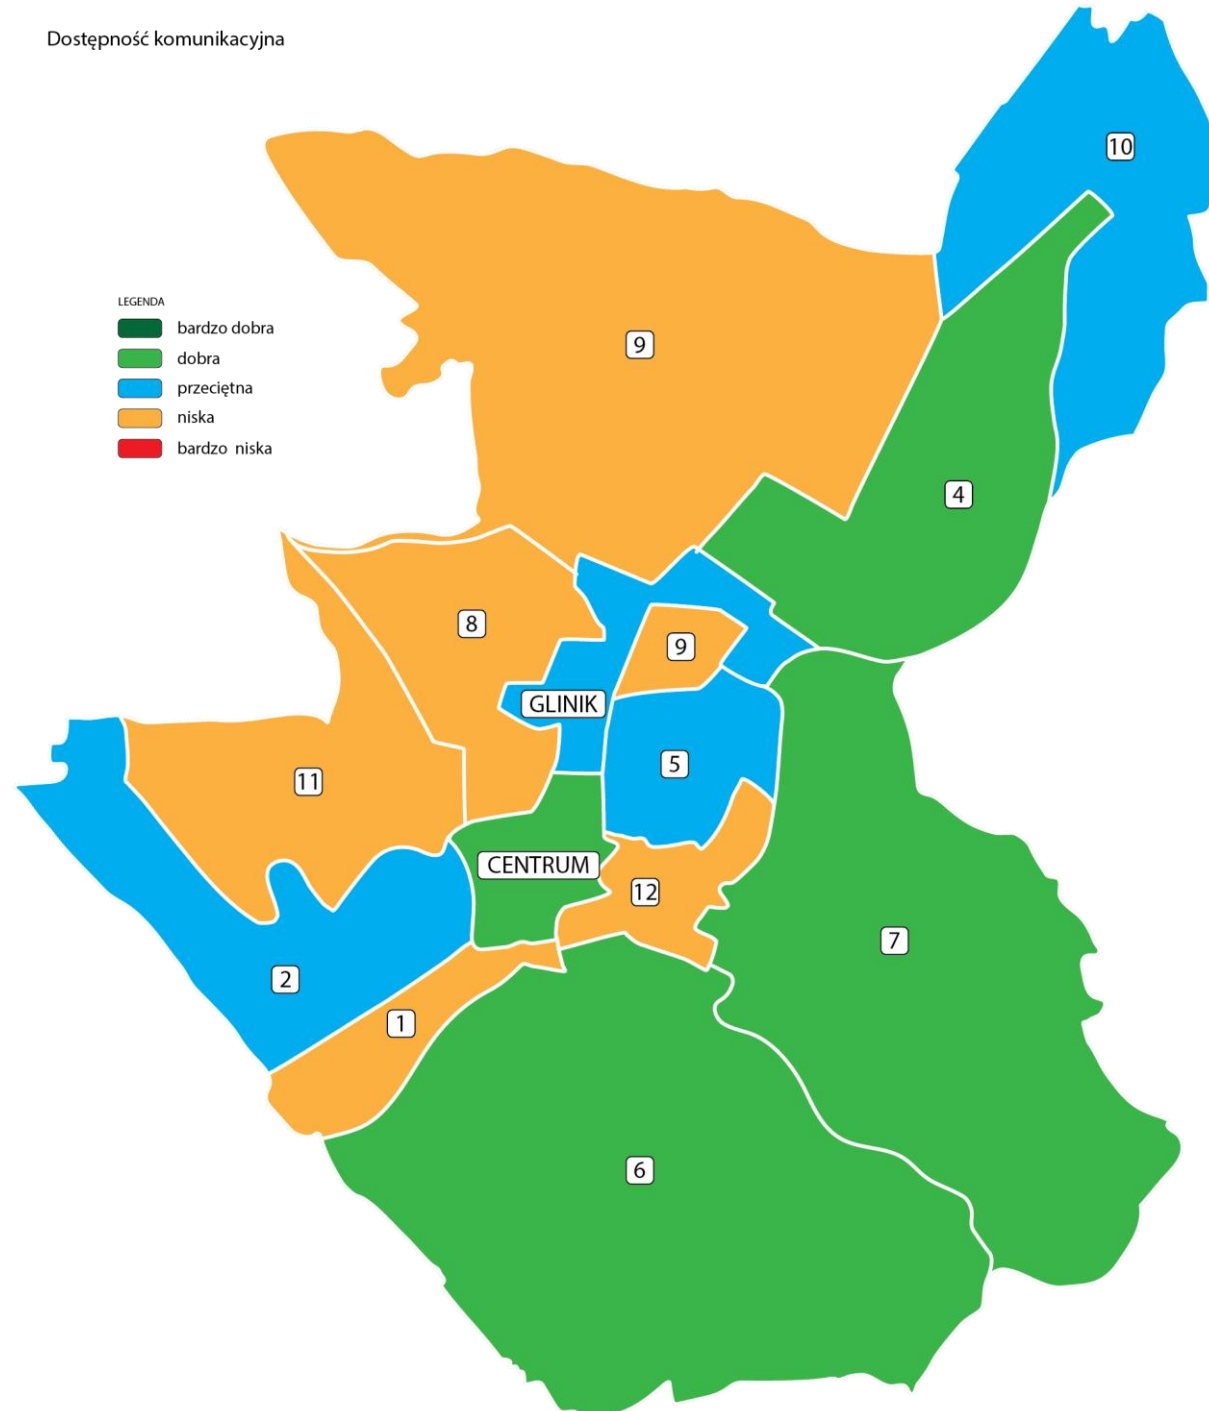 Dostępność komunikacyjna
10
LEGENDA
bardzo dobra
dobra
przeciętna
niska
bardzo niska
9
4
8
9
GLINIK
5
11
CENTRUM
12
7
2
1
6